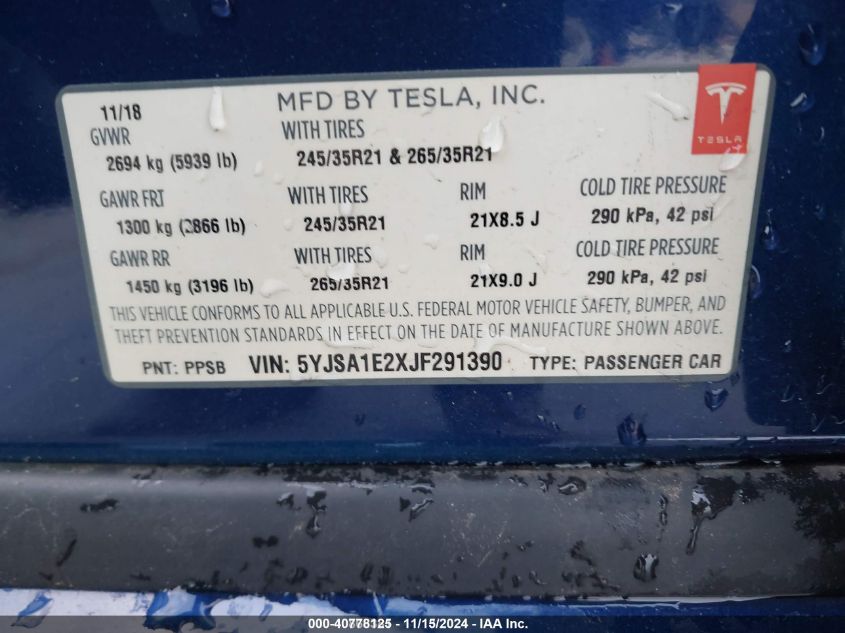 11/18 MFD BY TESLA, INC.
TESLA
GVWR WITH TIRES
2694 kg (5939 lb) 245/35R21 & 265/35R21
GAWR FRT WITH TIRES RIM COLD TIRE PRESSURE
1300 kg (2866 lb) 245/35R21 21X8.5 J 290 kPa, 42 psi
GAWR RR WITH TIRES RIM COLD TIRE PRESSURE
1450 kg (3196 lb) 265/35R21 21X9.0 J 290 kPa, 42 psi
THIS VEHICLE CONFORMS TO ALL APPLICABLE U.S. FEDERAL MOTOR VEHICLE SAFETY, BUMPER, AND
THEFT PREVENTION STANDARDS IN EFFECT ON THE DATE OF MANUFACTURE SHOWN ABOVE.
PNT: PPSB VIN: 5YJSA1E2XJF291390 TYPE: PASSENGER CAR
000-40778125 - 11/15/2024 - IAA Inc.